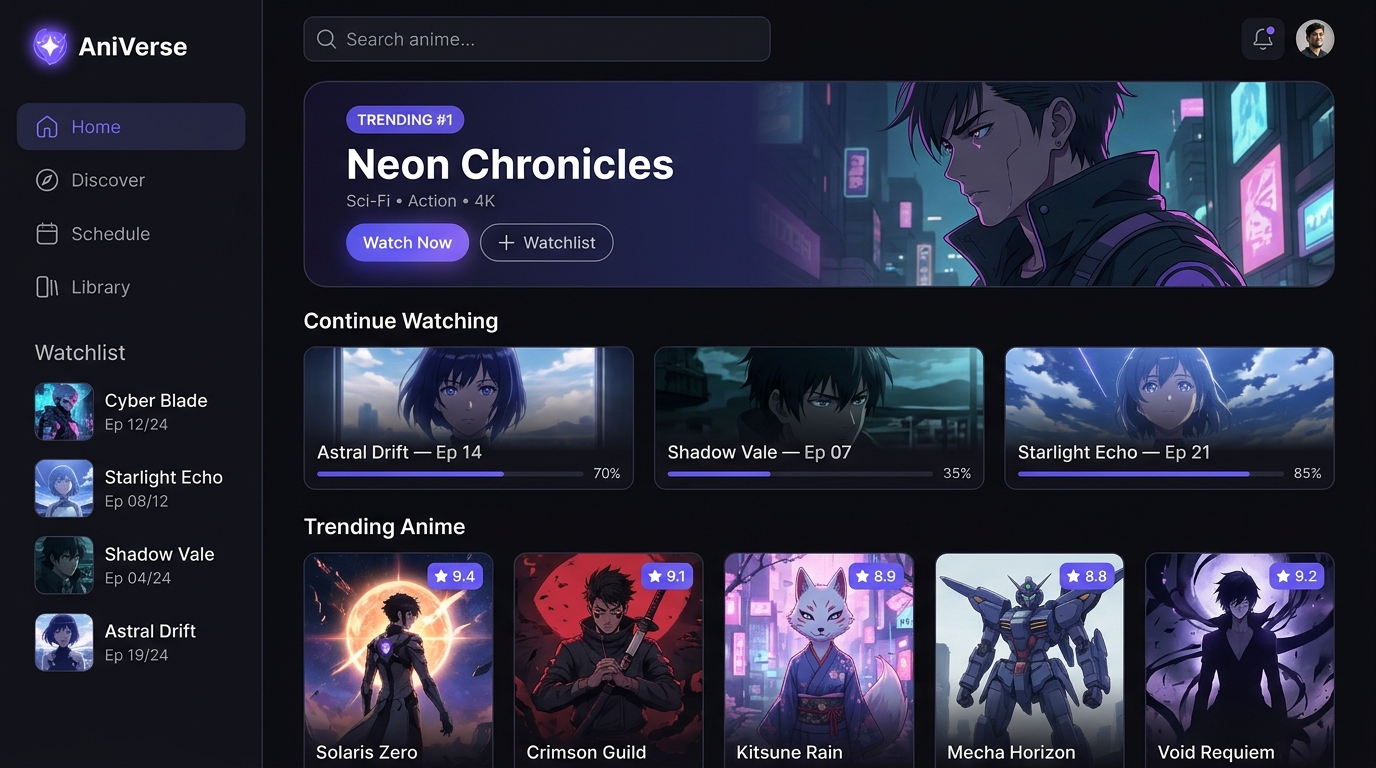 AniVerse
Home
Discover
Schedule
Library
Watchlist
Cyber Blade
Ep 12/24
Starlight Echo
Ep 08/12
Shadow Vale
Ep 04/24
Astral Drift
Ep 19/24
Search anime...
TRENDING #1
Neon Chronicles
Sci-Fi • Action • 4K
Watch Now
Watchlist
Continue Watching
Astral Drift — Ep 14
70%
Shadow Vale — Ep 07
35%
Starlight Echo — Ep 21
85%
Trending Anime
9.4
Solaris Zero
9.1
Crimson Guild
8.9
Kitsune Rain
8.8
Mecha Horizon
9.2
Void Requiem